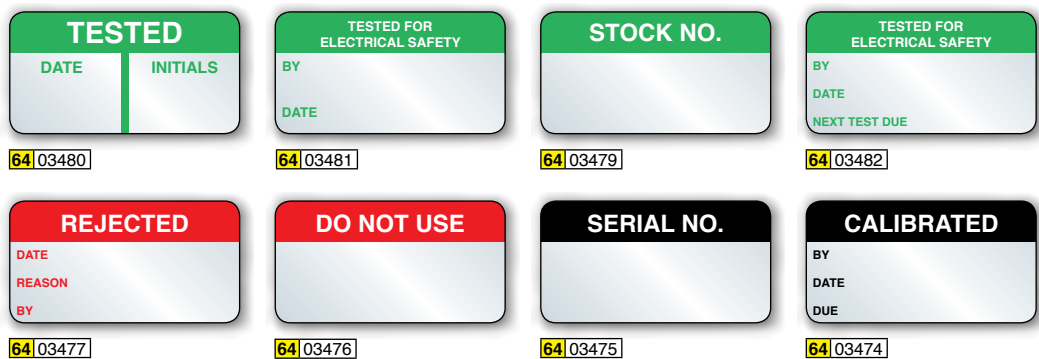 TESTED
DATE INITIALS
64 03480
TESTED FOR
ELECTRICAL SAFETY
BY
DATE
64 03481
STOCK NO.
64 03479
TESTED FOR
ELECTRICAL SAFETY
BY
DATE
NEXT TEST DUE
64 03482
REJECTED
DATE
REASON
BY
64 03477
DO NOT USE
64 03476
SERIAL NO.
64 03475
CALIBRATED
BY
DATE
DUE
64 03474